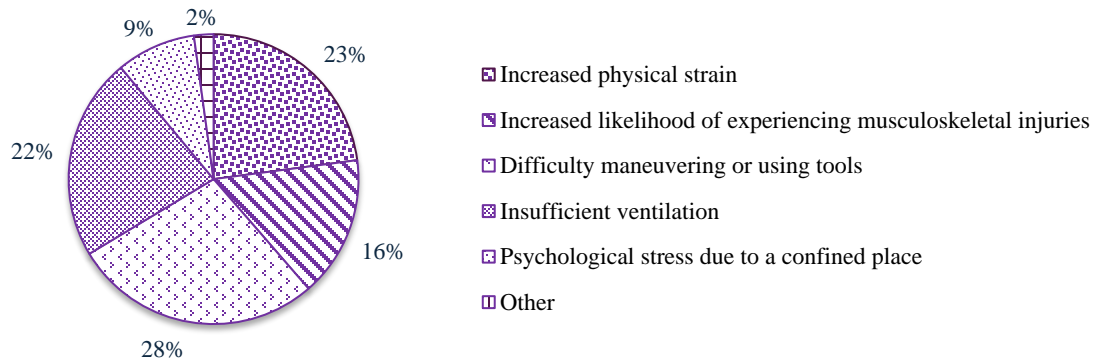 2%
9%
23%
22%
16%
28%
Increased physical strain
Increased likelihood of experiencing musculoskeletal injuries
Difficulty maneuvering or using tools
Insufficient ventilation
Psychological stress due to a confined place
Other